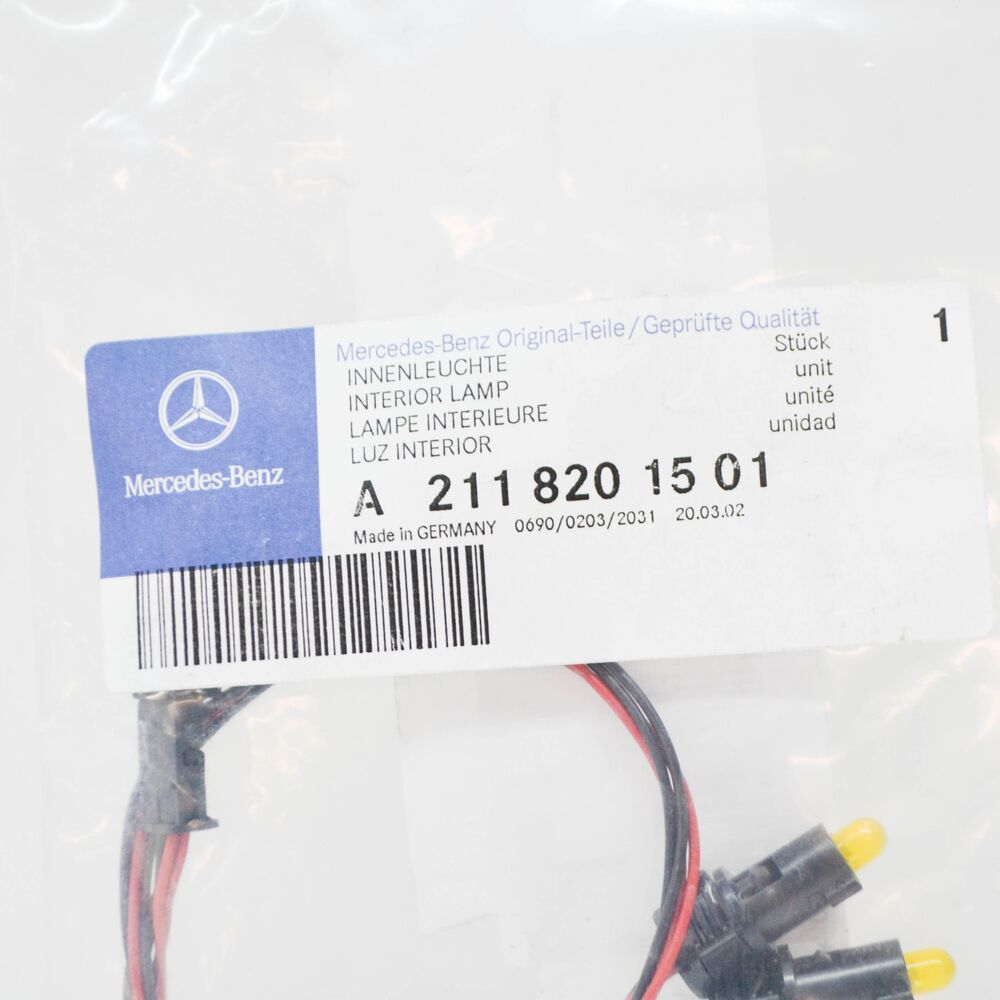 Mercedes-Benz
Mercedes-Benz Original-Teile/Geprüfte Qualität
INNENLEUCHTE Stück 1
INTERIOR LAMP unit
LAMPE INTERIEURE unité
LUZ INTERIOR unidad
A 211 820 15 01
Made in GERMANY 0690/0203/2031 20.03.02